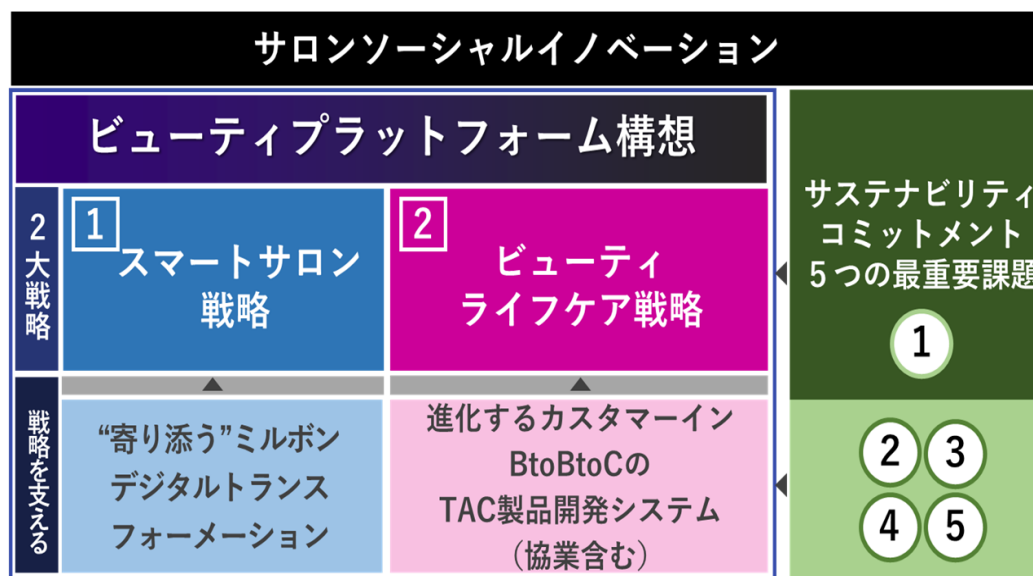 サロンソーシャルイノベーション
ビューティプラットフォーム構想
2大戦略
1
スマートサロン
戦略
2
ビューティ
ライフケア戦略
戦略を支える
“寄り添う”ミルボン
デジタルトランス
フォーメーション
進化するカスタマーイン
BtoBtoCの
TAC製品開発システム
（協業含む）
サステナビリティ
コミットメント
5つの最重要課題
1
2
3
4
5